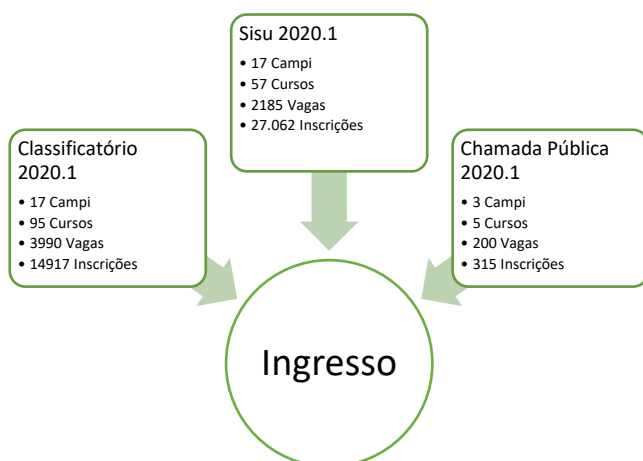 Sisu 2020.1
• 17 Campi
• 57 Cursos
• 2185 Vagas
• 27.062 Inscrições
Classificatório
2020.1
• 17 Campi
• 95 Cursos
• 3990 Vagas
• 14917 Inscrições
Chamada Pública
2020.1
• 3 Campi
• 5 Cursos
• 200 Vagas
• 315 Inscrições
Ingresso